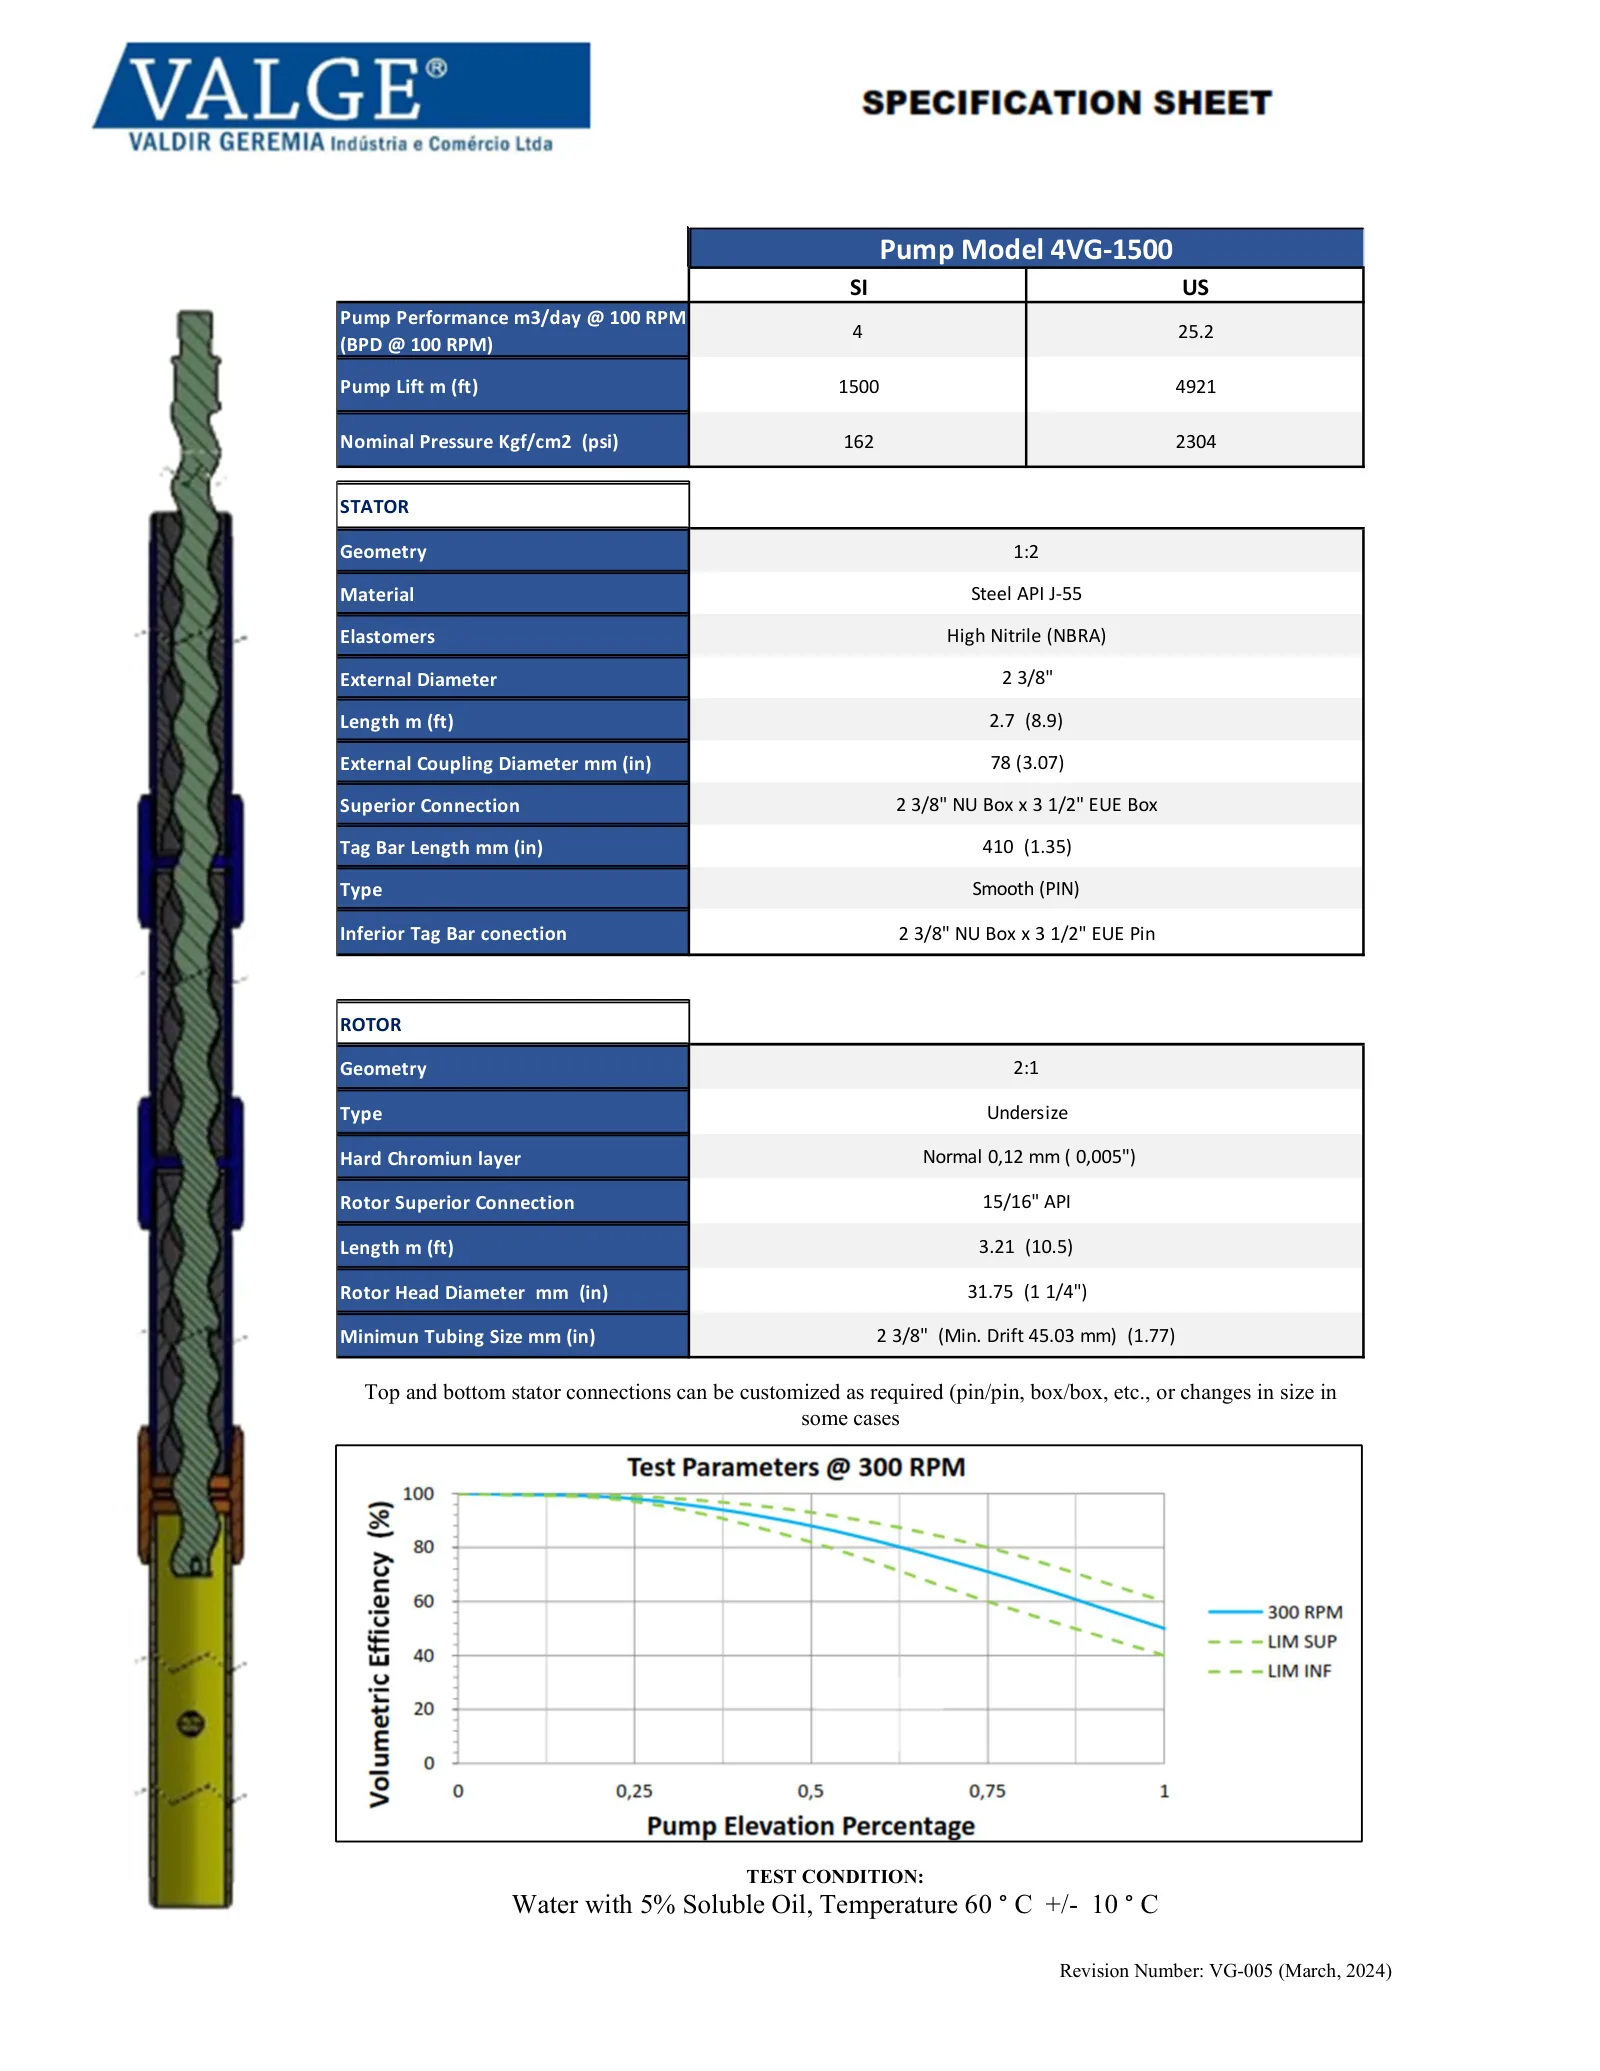 VALGE®
VALDIR GEREMIA Indústria e Comércio Ltda
SPECIFICATION SHEET
Pump Model 4VG-1500
SI US
Pump Performance m3/day @ 100 RPM
(BPD @ 100 RPM) 4 25.2
Pump Lift m (ft) 1500 4921
Nominal Pressure Kgf/cm2 (psi) 162 2304
STATOR
Geometry 1:2
Material Steel API J-55
Elastomers High Nitrile (NBRA)
External Diameter 2 3/8"
Length m (ft) 2.7 (8.9)
External Coupling Diameter mm (in) 78 (3.07)
Superior Connection 2 3/8" NU Box x 3 1/2" EUE Box
Tag Bar Length mm (in) 410 (1.35)
Type Smooth (PIN)
Inferior Tag Bar conection 2 3/8" NU Box x 3 1/2" EUE Pin
ROTOR
Geometry 2:1
Type Undersize
Hard Chromiun layer Normal 0,12 mm ( 0,005")
Rotor Superior Connection 15/16" API
Length m (ft) 3.21 (10.5)
Rotor Head Diameter mm (in) 31.75 (1 1/4")
Minimun Tubing Size mm (in) 2 3/8" (Min. Drift 45.03 mm) (1.77)
Top and bottom stator connections can be customized as required (pin/pin, box/box, etc., or changes in size in
some cases
Test Parameters @ 300 RPM
Volumetric Efficiency (%)
100
80
60
40
20
0
0 0,25 0,5 0,75 1
Pump Elevation Percentage
300 RPM
LIM SUP
LIM INF
TEST CONDITION:
Water with 5% Soluble Oil, Temperature 60 ° C +/- 10 ° C
Revision Number: VG-005 (March, 2024)